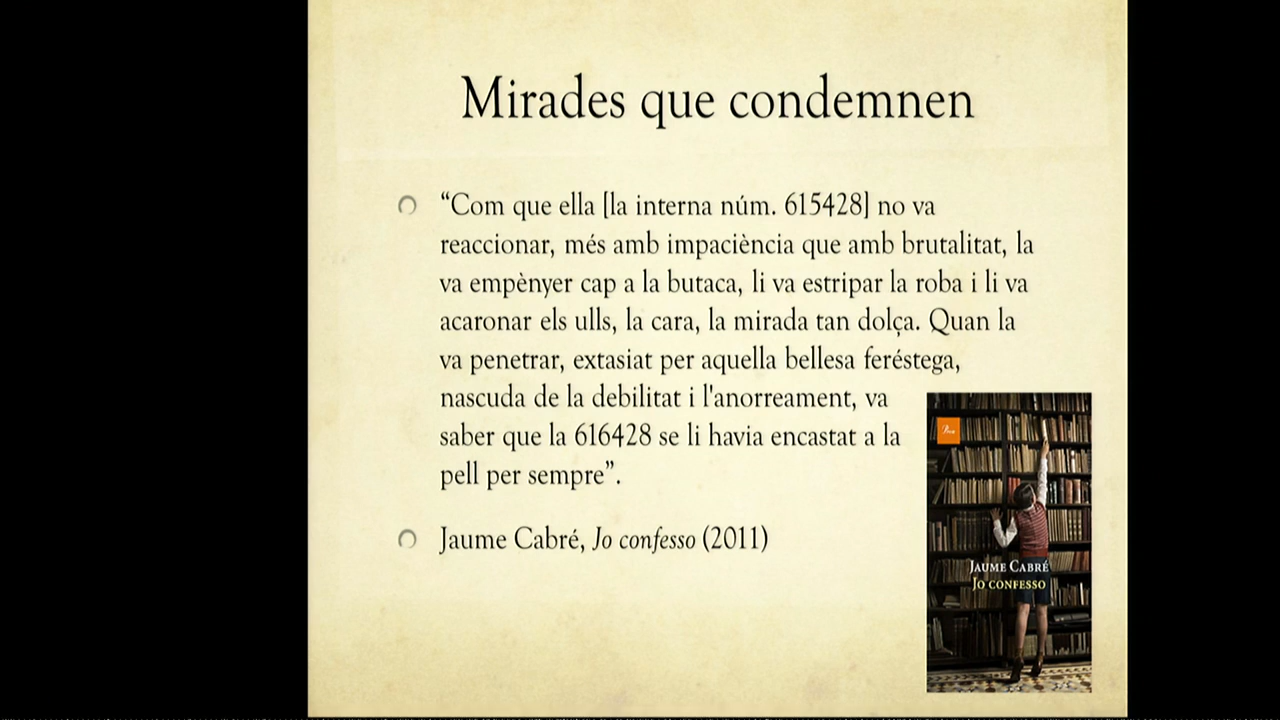 Mirades que condemnen
“Com que ella [la interna núm. 615428] no va
reaccionar, més amb impaciència que amb brutalitat, la
va empènyer cap a la butaca, li va estripar la roba i li va
acaronar els ulls, la cara, la mirada tan dolça. Quan la
va penetrar, extasiat per aquella bellesa feréstega,
nascuda de la debilitat i l'anorreament, va
saber que la 616428 se li havia encastat a la
pell per sempre”.
Jaume Cabré, Jo confesso (2011)
JAUME CABRÉ
JO CONFESSO